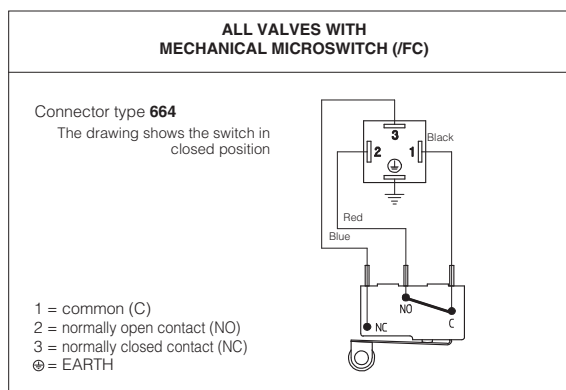 ALL VALVES WITH
MECHANICAL MICROSWITCH (/FC)
Connector type 664
The drawing shows the switch in
closed position
3
2
1
Black
Red
Blue
NO
NC
C
1 = common (C)
2 = normally open contact (NO)
3 = normally closed contact (NC)
⏚ = EARTH